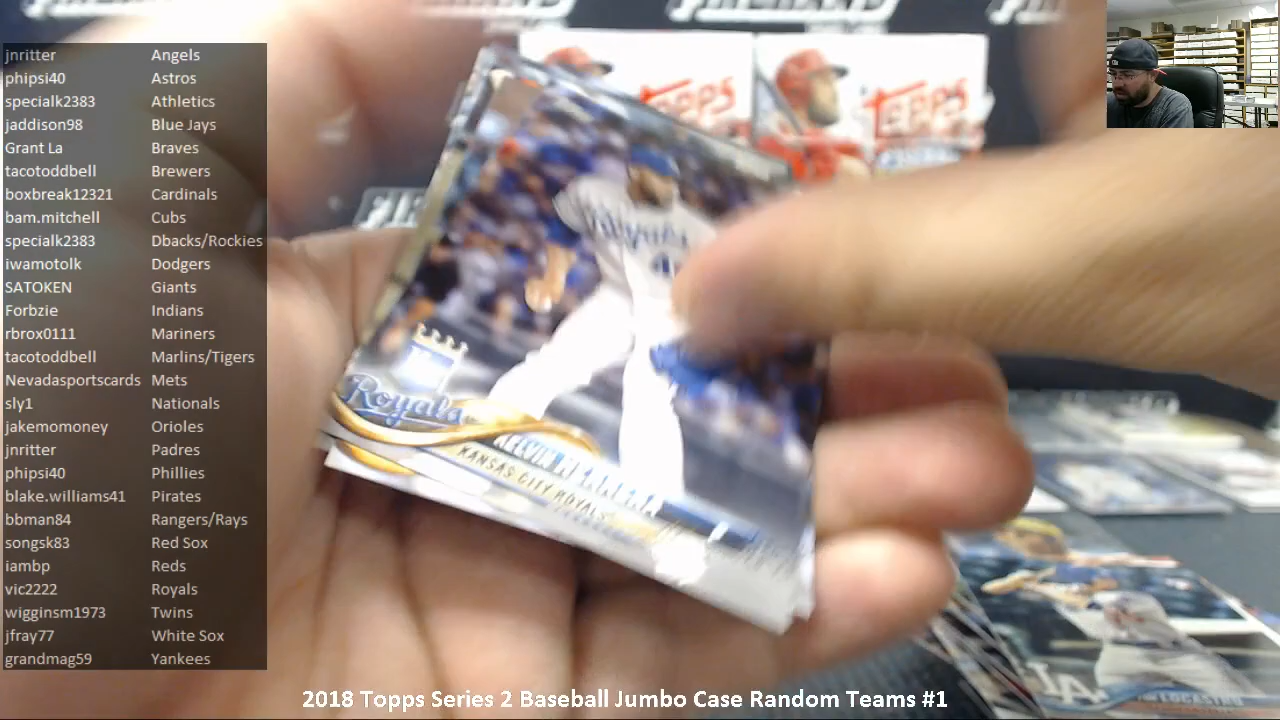 jnritter Angels
phipsi40 Astros
specialk2383 Athletics
jaddison98 Blue Jays
Grant La Braves
tacotoddbell Brewers
boxbreak12321 Cardinals
bam.mitchell Cubs
specialk2383 Dbacks/Rockies
iwamotolk Dodgers
SATOKEN Giants
Forbzie Indians
rbrox0111 Mariners
tacotoddbell Marlins/Tigers
Nevadasportscards Mets
sly1 Nationals
jakemomoney Orioles
jnritter Padres
phipsi40 Phillies
blake.williams41 Pirates
bbman84 Rangers/Rays
songsk83 Red Sox
iambp Reds
vic2222 Royals
wigginsm1973 Twins
jfray77 White Sox
grandmag59 Yankees
TOPPS
TOPPS
Royals
Royals
KELVIN
KANSAS CITY ROYALS
LA
2018 Topps Series 2 Baseball Jumbo Case Random Teams #1